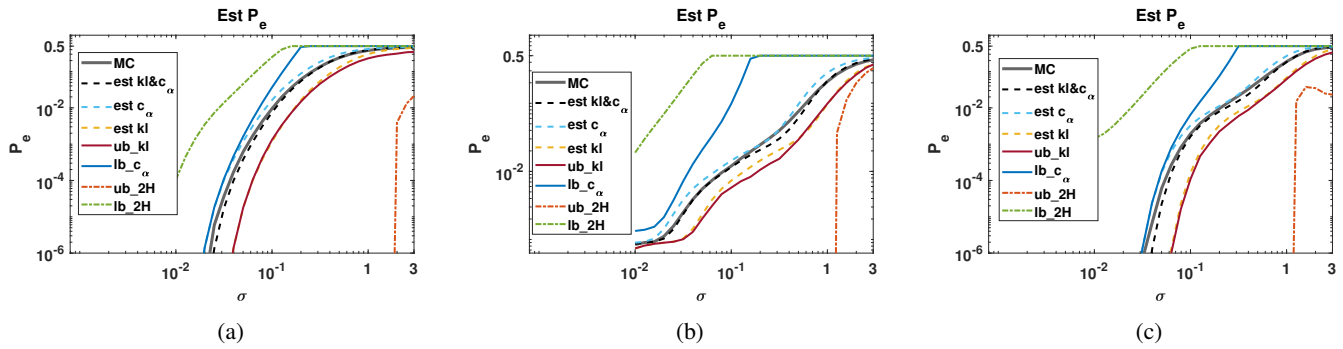 Est P_e
0.5
10^-2
10^-4
10^-6
P_e
MC
est kl&c_α
est c_α
est kl
ub_kl
lb_c_α
ub_2H
lb_2H
10^-2
10^-1
1
3
σ
(a)
Est P_e
0.5
10^-2
P_e
MC
est kl&c_α
est c_α
est kl
ub_kl
lb_c_α
ub_2H
lb_2H
10^-2
10^-1
1
3
σ
(b)
Est P_e
0.5
10^-2
10^-4
10^-6
P_e
MC
est kl&c_α
est c_α
est kl
ub_kl
lb_c_α
ub_2H
lb_2H
10^-2
10^-1
1
3
σ
(c)